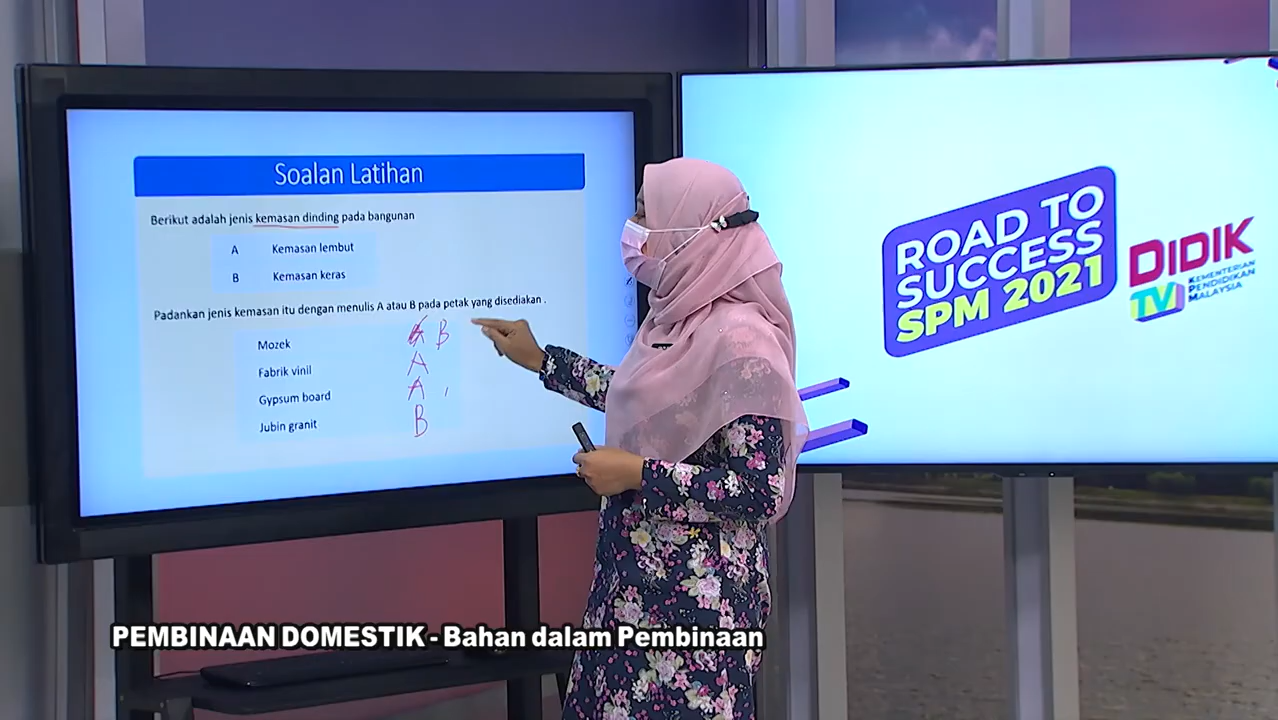 Soalan Latihan
Berikut adalah jenis kemasan dinding pada bangunan
A Kemasan lembut
B Kemasan keras
Padankan jenis kemasan itu dengan menulis A atau B pada petak yang disediakan .
Mozek B
Fabrik vinil A
Gypsum board A
Jubin granit B
ROAD TO
SUCCESS
SPM 2021
DIDIK
TV
KEMENTERIAN
PENDIDIKAN
MALAYSIA
PEMBINAAN DOMESTIK - Bahan dalam Pembinaan